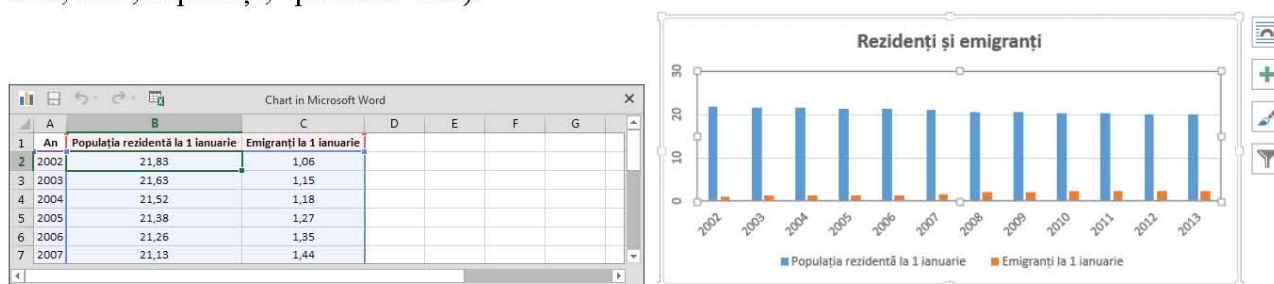 Chart in Microsoft Word
A B C D E F G
1 An Populația rezidentă la 1 ianuarie Emigranți la 1 ianuarie
2 2002 21,83 1,06
3 2003 21,63 1,15
4 2004 21,52 1,18
5 2005 21,38 1,27
6 2006 21,26 1,35
7 2007 21,13 1,44
Rezidenți și emigranți
30
20
10
0
2002 2003 2004 2005 2006 2007 2008 2009 2010 2011 2012 2013
Populația rezidentă la 1 ianuarie Emigranți la 1 ianuarie